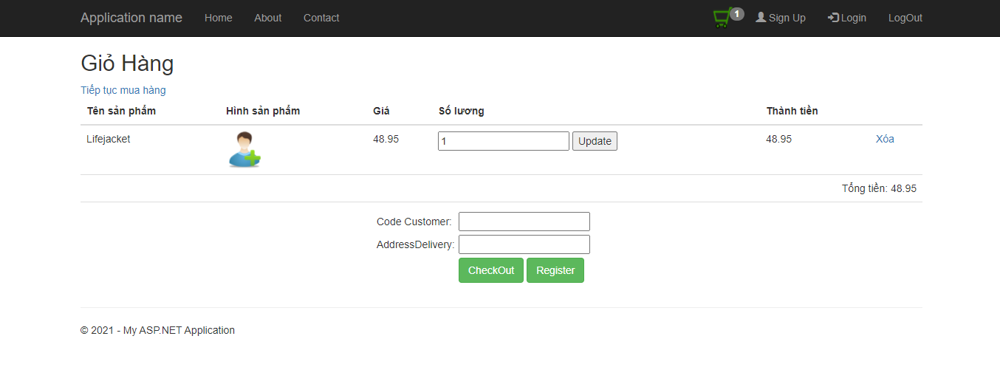 Application name Home About Contact 1 Sign Up Login LogOut
Giỏ Hàng
Tiếp tục mua hàng
Tên sản phẩm Hình sản phẩm Giá Số lương Thành tiền
Lifejacket 48.95 1 Update 48.95 Xóa
Tổng tiền: 48.95
Code Customer:
AddressDelivery:
CheckOut Register
© 2021 - My ASP.NET Application